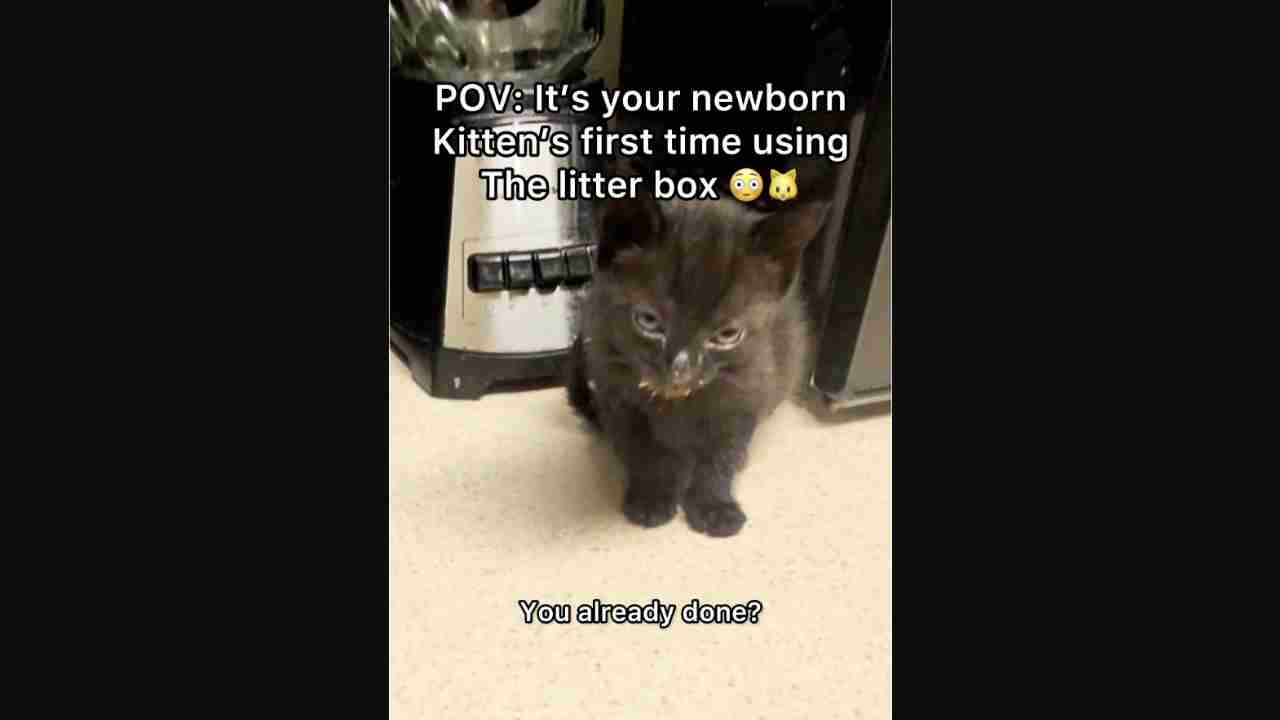 POV: It’s your newborn
Kitten’s first time using
The litter box 😳🐱
You already done?